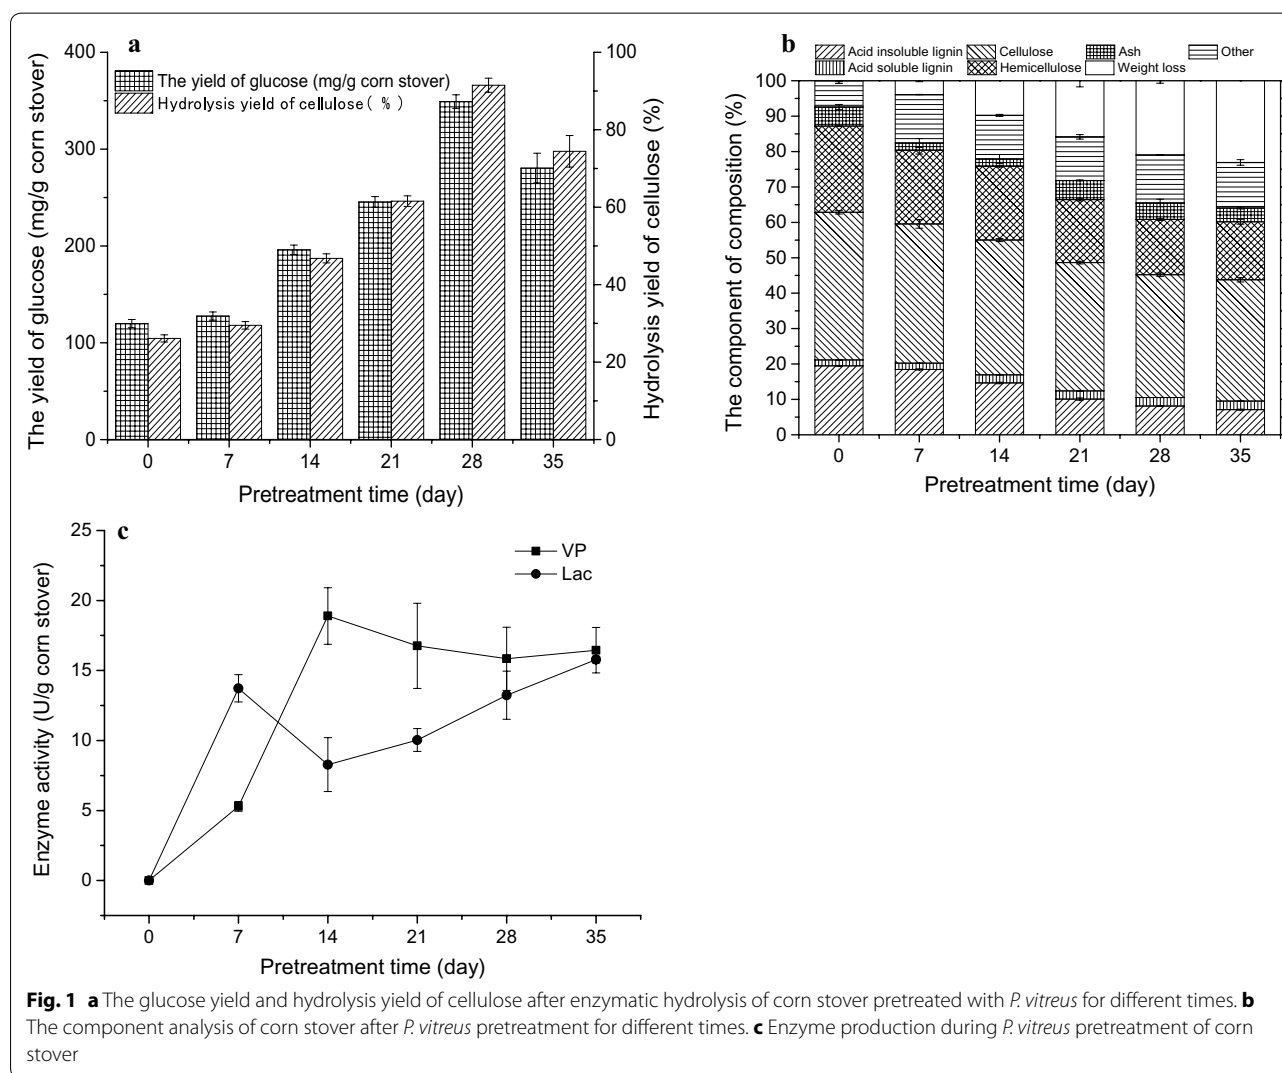 a
400
300
200
100
0
The yield of glucose (mg/g corn stover)
The yield of glucose (mg/g corn stover)
Hydrolysis yield of cellulose ( % )
100
80
60
40
20
0
Hydrolysis yield of cellulose (%)
0 7 14 21 28 35
Pretreatment time (day)
b
Acid insoluble lignin Cellulose Ash Other
Acid soluble lignin Hemicellulose Weight loss
100
90
80
70
60
50
40
30
20
10
0
The component of composition (%)
0 7 14 21 28 35
Pretreatment time (day)
c
25
20
15
10
5
0
Enzyme activity (U/g corn stover)
VP
Lac
0 7 14 21 28 35
Pretreatment time (day)
Fig. 1 a The glucose yield and hydrolysis yield of cellulose after enzymatic hydrolysis of corn stover pretreated with P. vitreus for different times. b
The component analysis of corn stover after P. vitreus pretreatment for different times. c Enzyme production during P. vitreus pretreatment of corn
stover